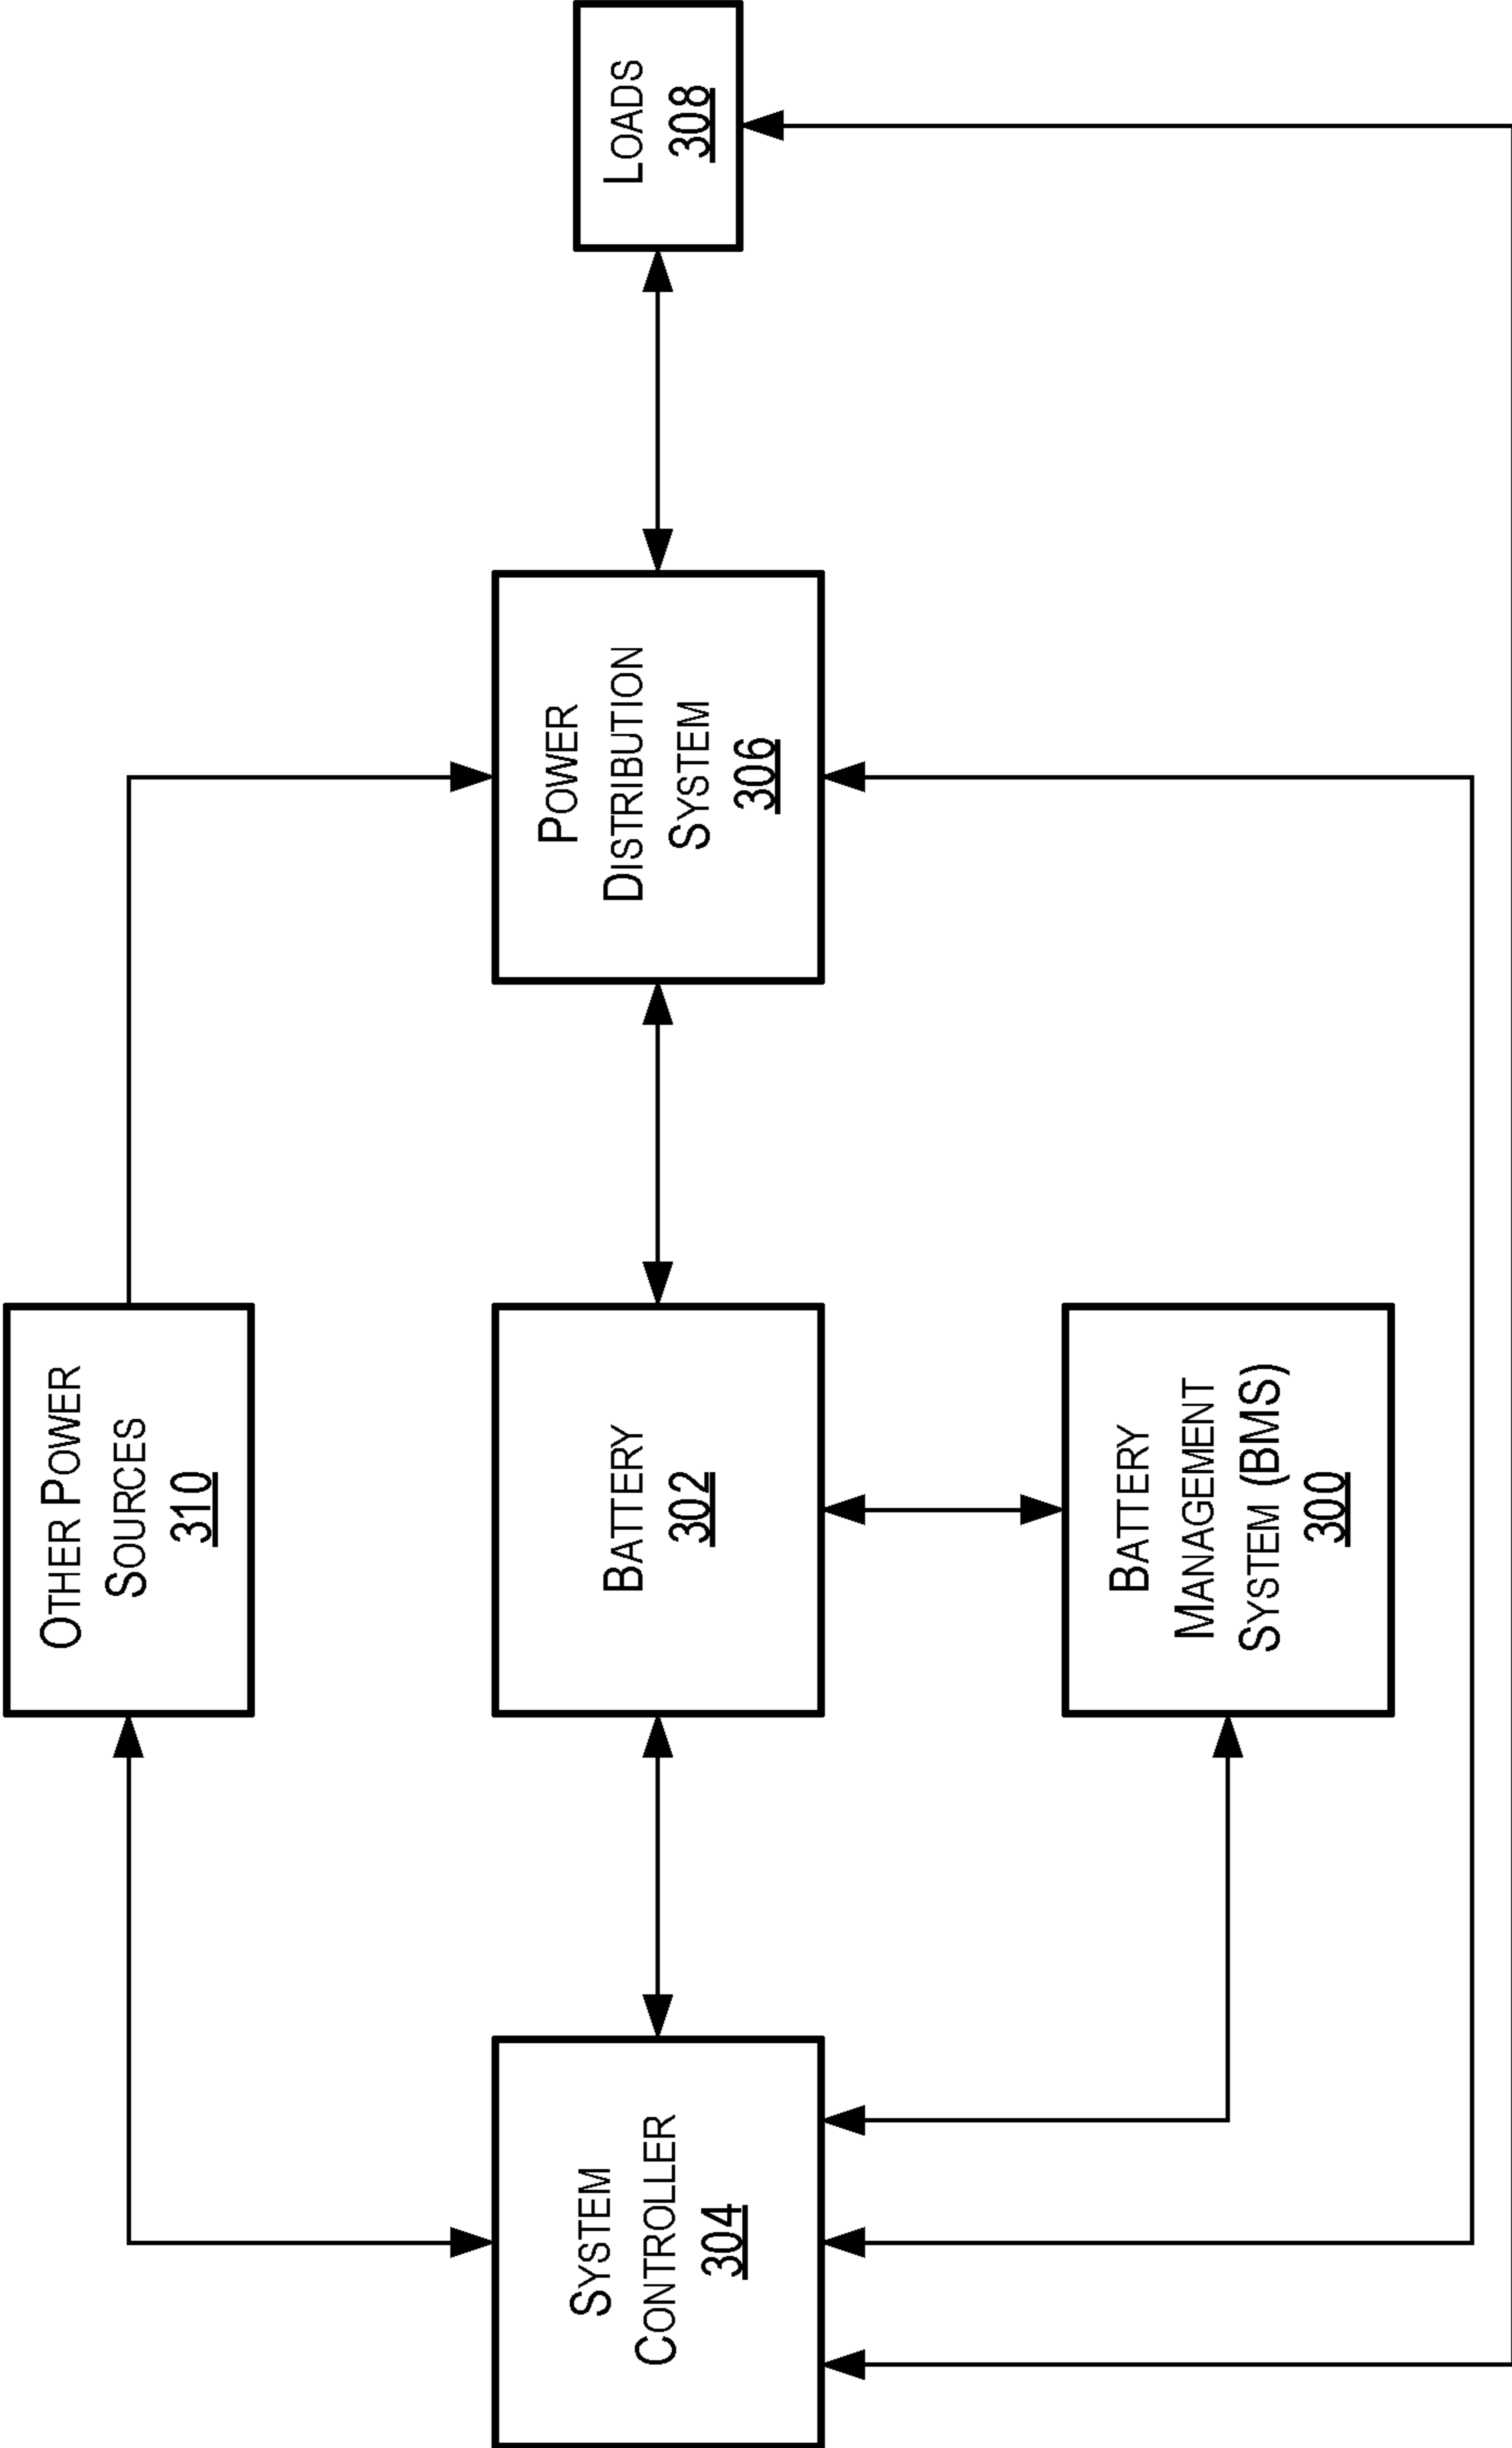 OTHER POWER
SOURCES
310
SYSTEM
CONTROLLER
304
BATTERY
302
POWER
DISTRIBUTION
SYSTEM
306
LOADS
308
BATTERY
MANAGEMENT
SYSTEM (BMS)
300